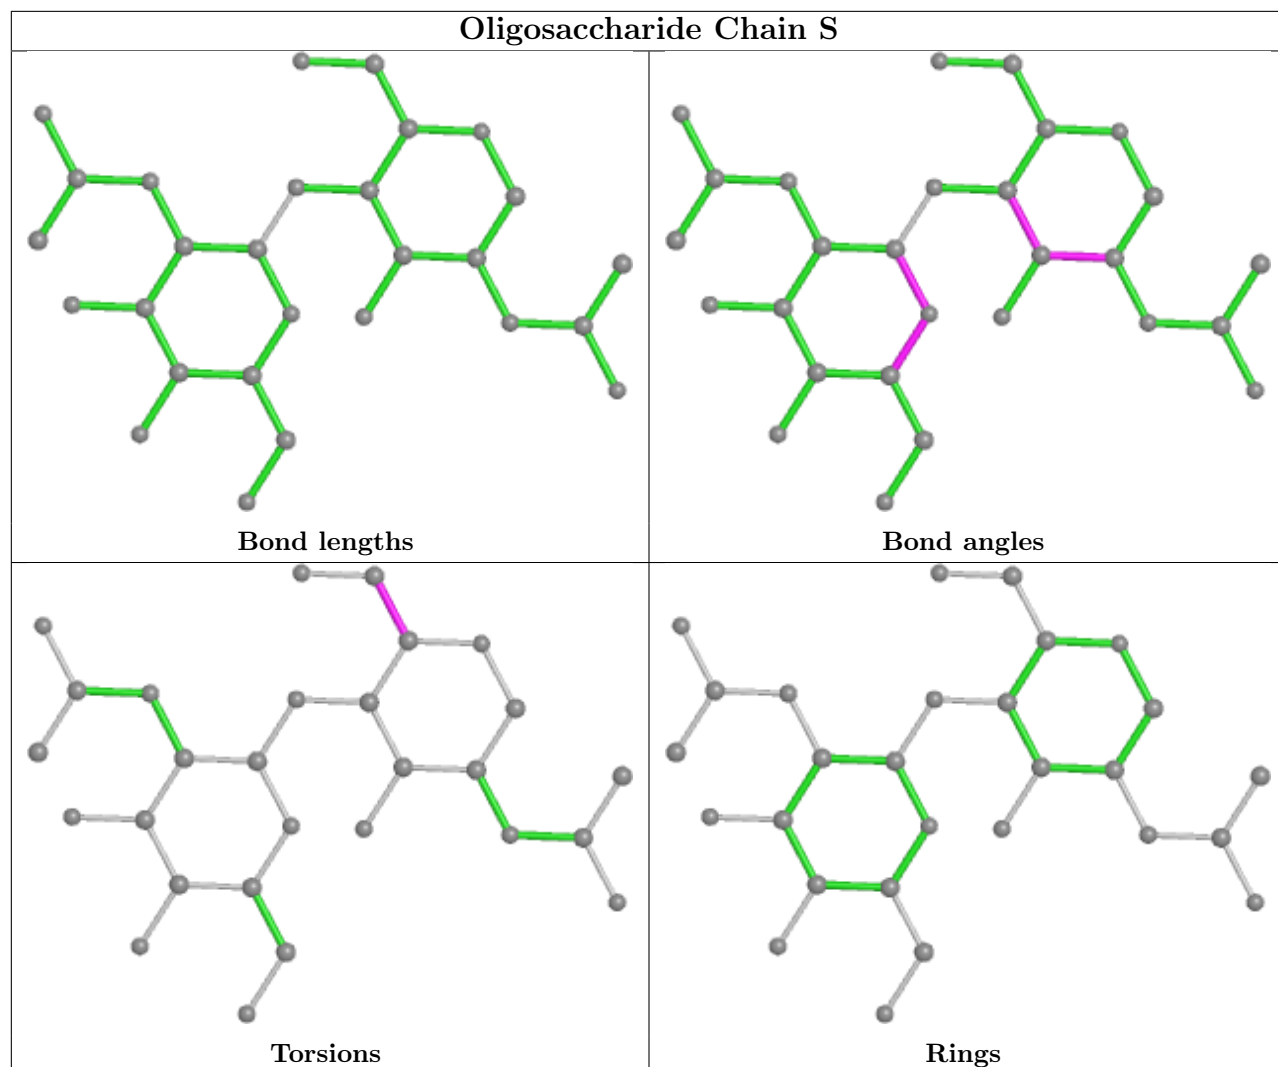 Oligosaccharide Chain S
Bond lengths
Bond angles
Torsions
Rings